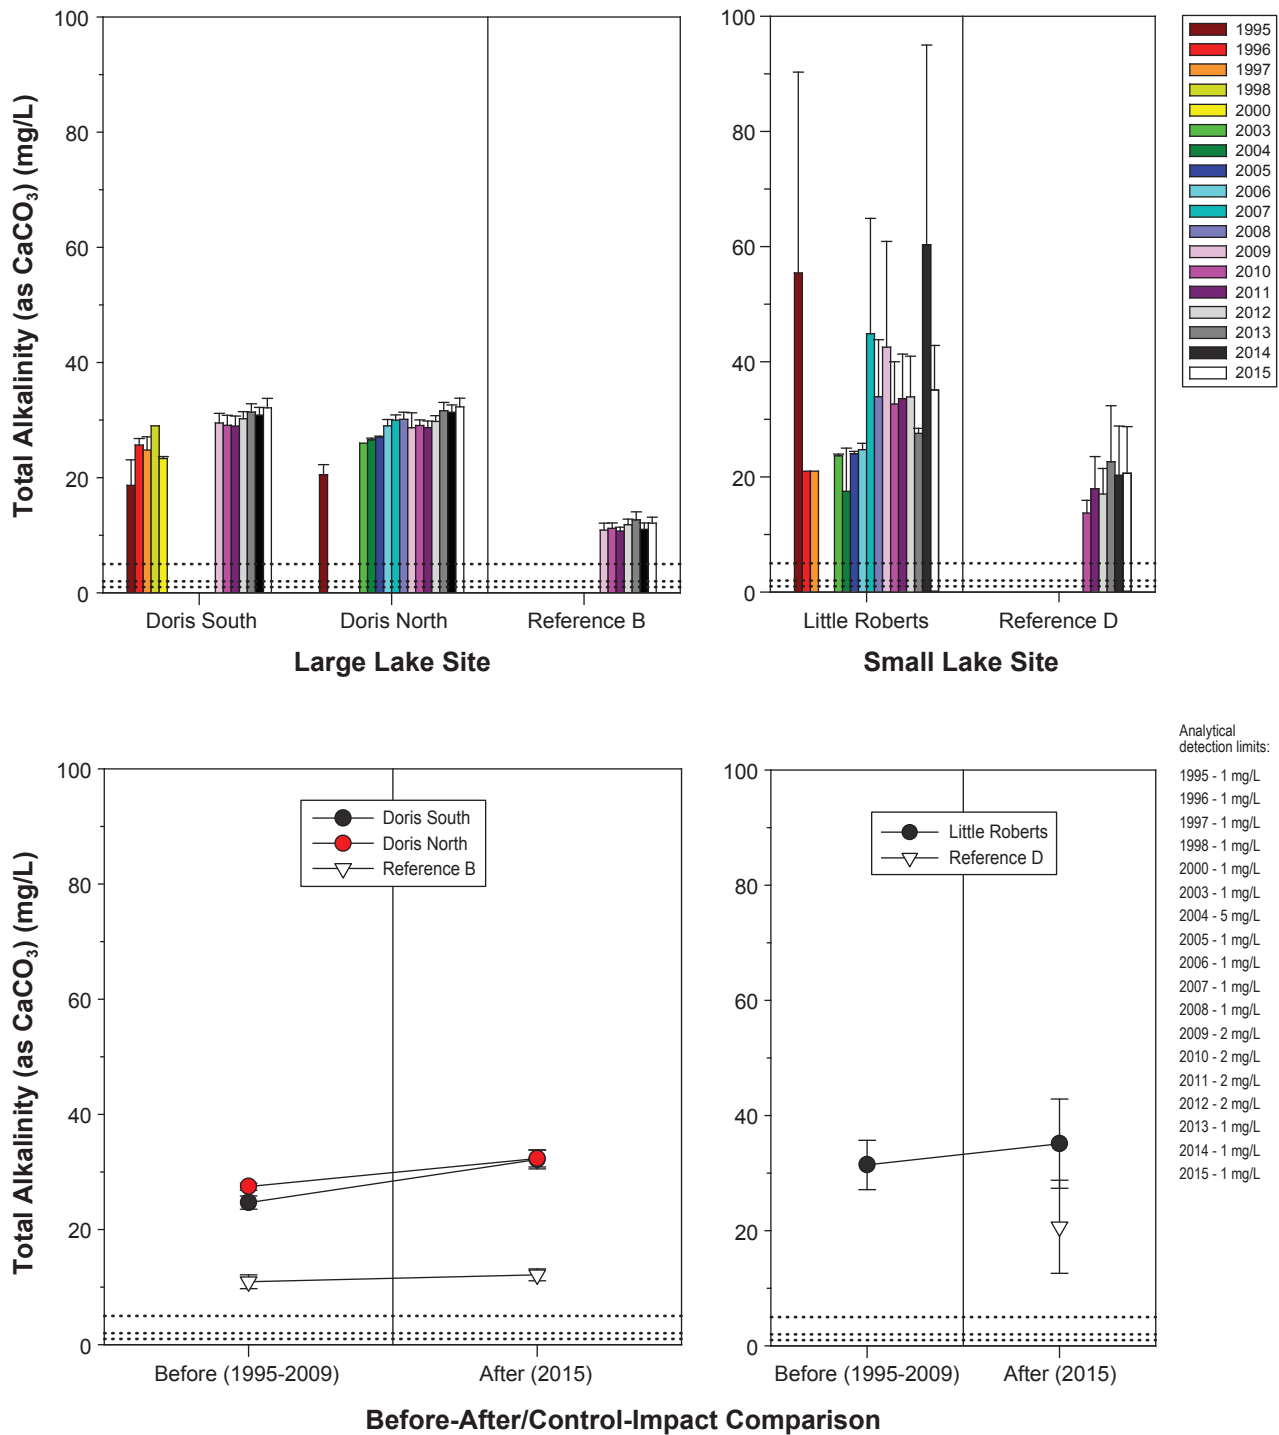 Total Alkalinity (as CaCO₃) (mg/L)
100
80
60
40
20
0
Doris South
Doris North
Reference B
Large Lake Site
100
80
60
40
20
0
Little Roberts
Reference D
Small Lake Site
1995
1996
1997
1998
2000
2003
2004
2005
2006
2007
2008
2009
2010
2011
2012
2013
2014
2015
Total Alkalinity (as CaCO₃) (mg/L)
100
80
60
40
20
0
Doris South
Doris North
Reference B
Before (1995-2009)
After (2015)
100
80
60
40
20
0
Little Roberts
Reference D
Before (1995-2009)
After (2015)
Before-After/Control-Impact Comparison
Analytical
detection limits:
1995 - 1 mg/L
1996 - 1 mg/L
1997 - 1 mg/L
1998 - 1 mg/L
2000 - 1 mg/L
2003 - 1 mg/L
2004 - 5 mg/L
2005 - 1 mg/L
2006 - 1 mg/L
2007 - 1 mg/L
2008 - 1 mg/L
2009 - 2 mg/L
2010 - 2 mg/L
2011 - 2 mg/L
2012 - 2 mg/L
2013 - 1 mg/L
2014 - 1 mg/L
2015 - 1 mg/L